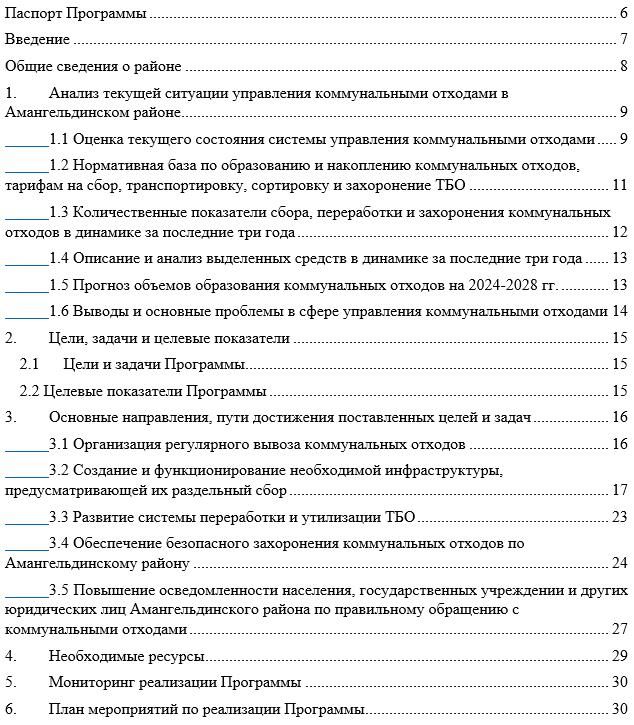 Паспорт Программы 6
Введение 7
Общие сведения о районе 8
1. Анализ текущей ситуации управления коммунальными отходами в
Амангельдинском районе 9
1.1 Оценка текущего состояния системы управления коммунальными отходами 9
1.2 Нормативная база по образованию и накоплению коммунальных отходов,
тарифам на сбор, транспортировку, сортировку и захоронение ТБО 11
1.3 Количественные показатели сбора, переработки и захоронения коммунальных
отходов в динамике за последние три года 12
1.4 Описание и анализ выделенных средств в динамике за последние три года 13
1.5 Прогноз объемов образования коммунальных отходов на 2024-2028 гг. 13
1.6 Выводы и основные проблемы в сфере управления коммунальными отходами 14
2. Цели, задачи и целевые показатели 15
2.1 Цели и задачи Программы 15
2.2 Целевые показатели Программы 15
3. Основные направления, пути достижения поставленных целей и задач 16
3.1 Организация регулярного вывоза коммунальных отходов 16
3.2 Создание и функционирование необходимой инфраструктуры,
предусматривающей их раздельный сбор 17
3.3 Развитие системы переработки и утилизации ТБО 23
3.4 Обеспечение безопасного захоронения коммунальных отходов по
Амангельдинскому району 24
3.5 Повышение осведомленности населения, государственных учреждении и других
юридических лиц Амангельдинского района по правильному обращению с
коммунальными отходами 27
4. Необходимые ресурсы 29
5. Мониторинг реализации Программы 30
6. План мероприятий по реализации Программы 30